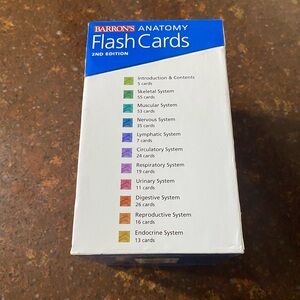 BARRON'S ANATOMY
Flash Cards
2ND EDITION
Introduction & Contents
5 cards
Skeletal System
55 cards
Muscular System
53 cards
Nervous System
35 cards
Lymphatic System
7 cards
Circulatory System
24 cards
Respiratory System
19 cards
Urinary System
11 cards
Digestive System
26 cards
Reproductive System
16 cards
Endocrine System
13 cards